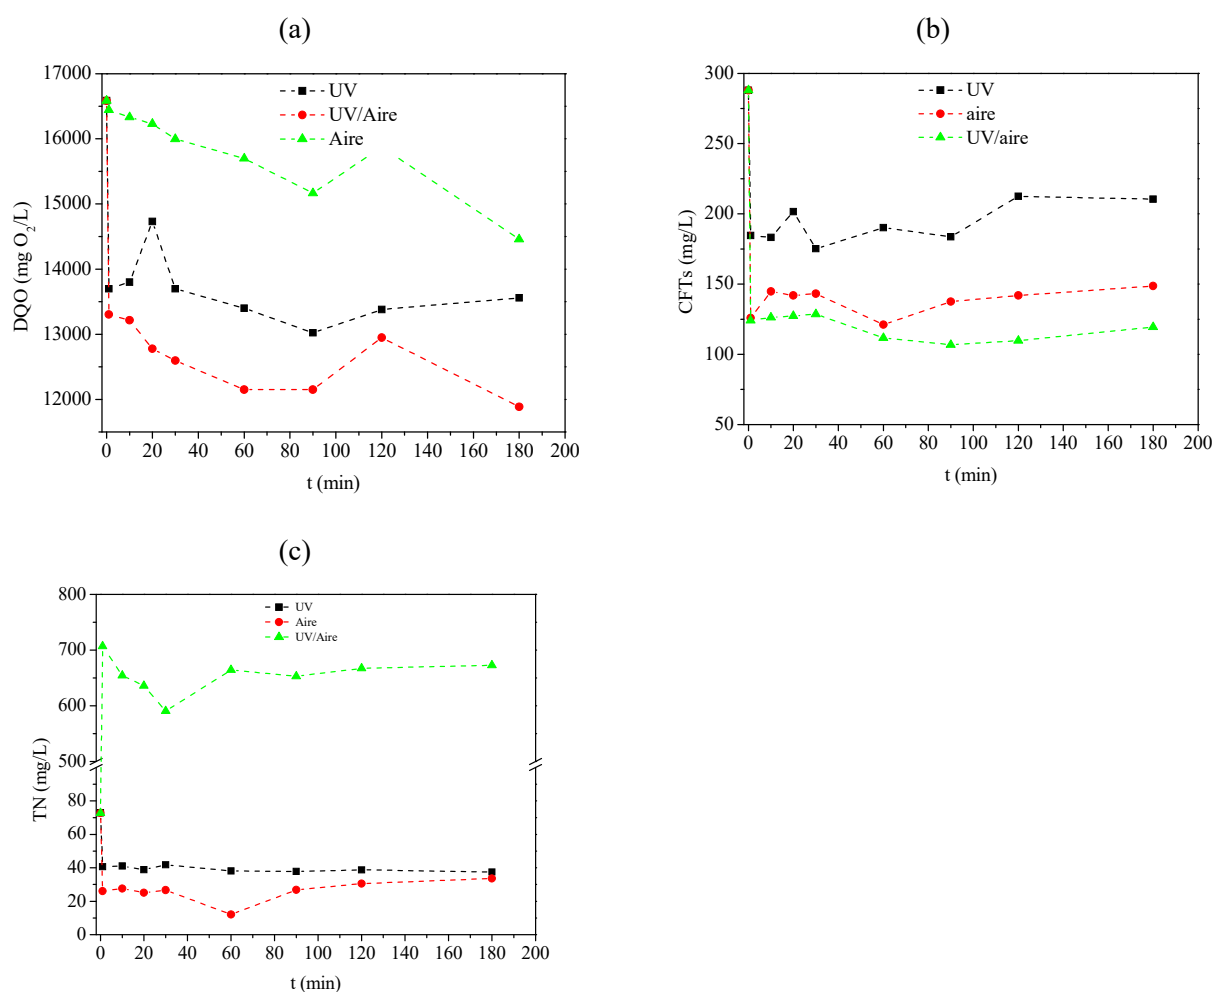 (a)
17000
16000
15000
14000
13000
12000
DQO (mg O2/L)
UV
UV/Aire
Aire
0 20 40 60 80 100 120 140 160 180 200
t (min)
(b)
300
250
200
150
100
50
CFTs (mg/L)
UV
aire
UV/aire
0 20 40 60 80 100 120 140 160 180 200
t (min)
(c)
800
700
600
500
80
60
40
20
0
TN (mg/L)
UV
Aire
UV/Aire
0 20 40 60 80 100 120 140 160 180 200
t (min)